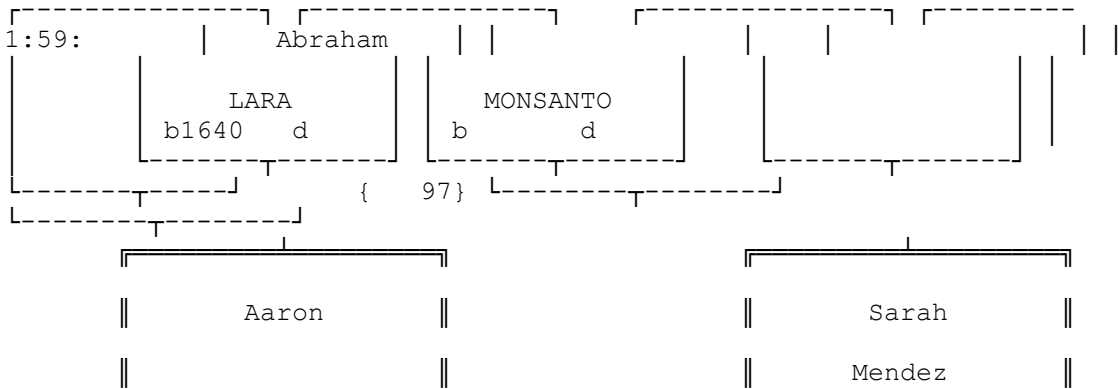 1:59: Abraham
LARA MONSANTO
b1640 d b d
{ 97}
Aaron Sarah
Mendez